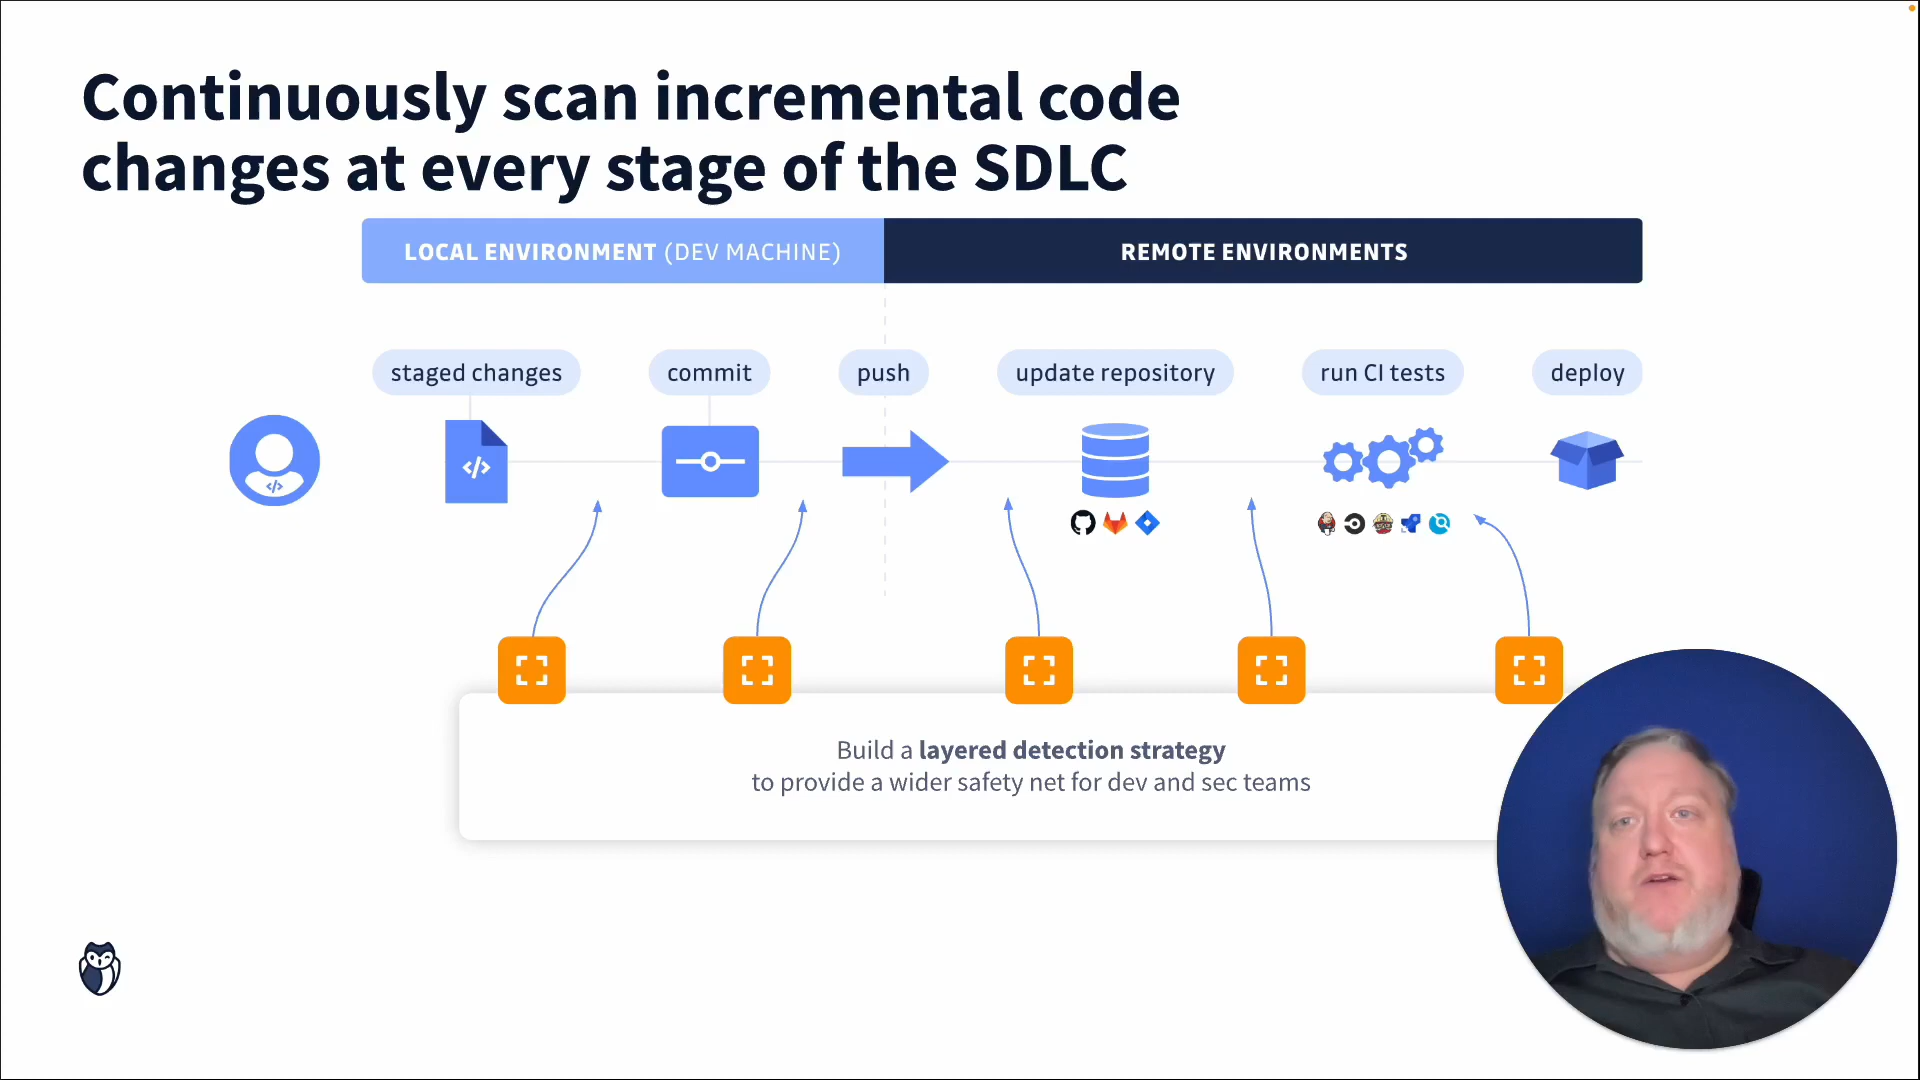 Continuously scan incremental code
changes at every stage of the SDLC
LOCAL ENVIRONMENT (DEV MACHINE)
REMOTE ENVIRONMENTS
staged changes
commit
push
update repository
run CI tests
deploy
</>
</>
Build a layered detection strategy
to provide a wider safety net for dev and sec teams